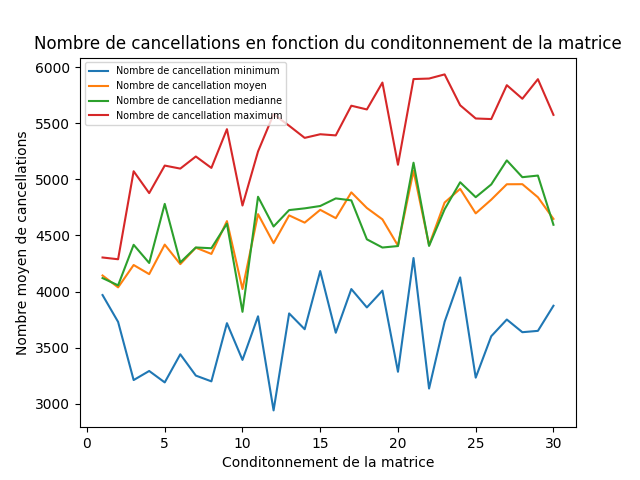 Nombre de cancellations en fonction du conditonnement de la matrice
Nombre de cancellation minimum
Nombre de cancellation moyen
Nombre de cancellation medianne
Nombre de cancellation maximum
Nombre moyen de cancellations
6000
5500
5000
4500
4000
3500
3000
0 5 10 15 20 25 30
Conditonnement de la matrice